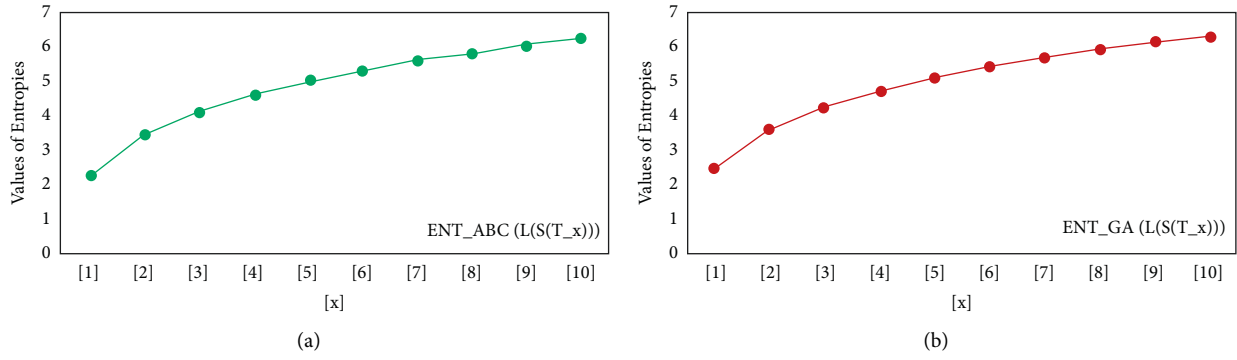 Values of Entropies
7
6
5
4
3
2
1
0
ENT_ABC (L(S(T_x)))
[1] [2] [3] [4] [5] [6] [7] [8] [9] [10]
[x]
(a)
Values of Entropies
7
6
5
4
3
2
1
0
ENT_GA (L(S(T_x)))
[1] [2] [3] [4] [5] [6] [7] [8] [9] [10]
[x]
(b)